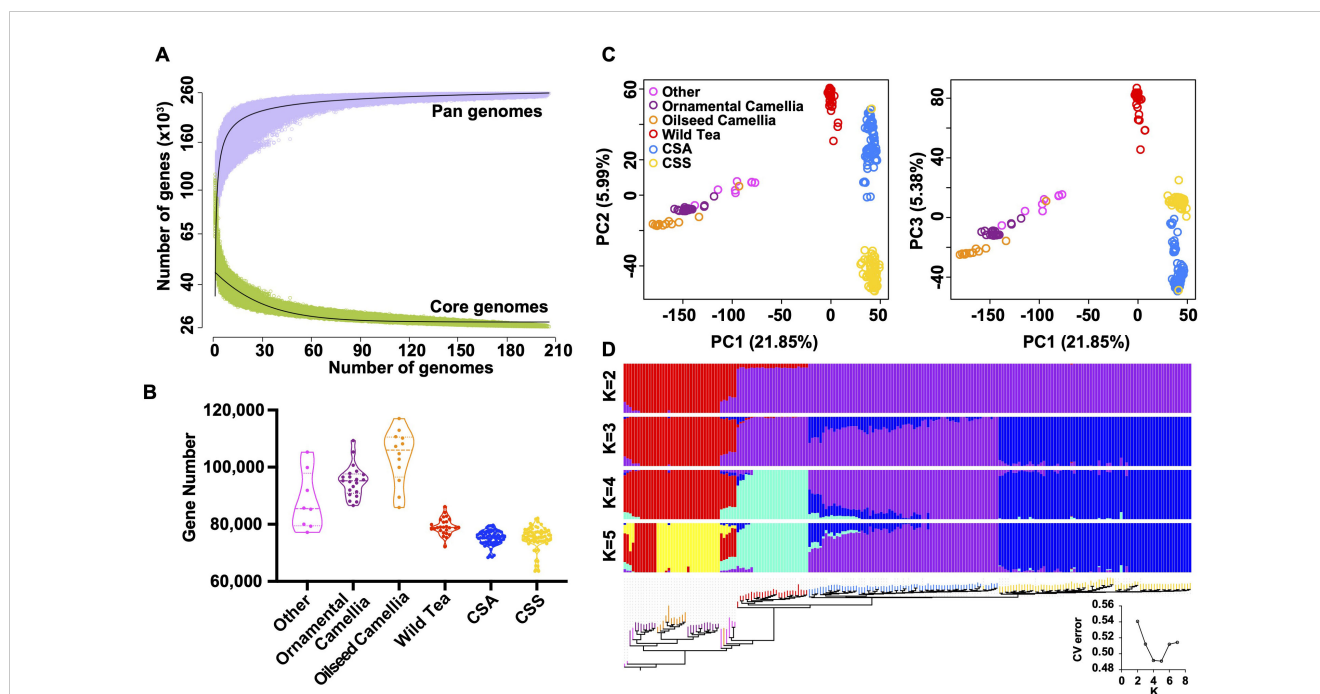 A
260
160
100
65
40
26
Number of genes (x10³)
Pan genomes
Core genomes
0
30
60
90
120
150
180
210
Number of genomes
B
120,000
100,000
80,000
60,000
Gene Number
Other
Ornamental
Camellia
Oilseed Camellia
Wild Tea
CSA
CSS
C
Other
Ornamental Camellia
Oilseed Camellia
Wild Tea
CSA
CSS
60
20
0
-40
PC2 (5.99%)
-150
-100
-50
0
50
PC1 (21.85%)
80
40
0
-40
PC3 (5.38%)
-150
-100
-50
0
50
PC1 (21.85%)
D
K=2
K=3
K=4
K=5
0.56
0.54
0.52
0.50
0.48
CV error
0
2
4
6
8
K